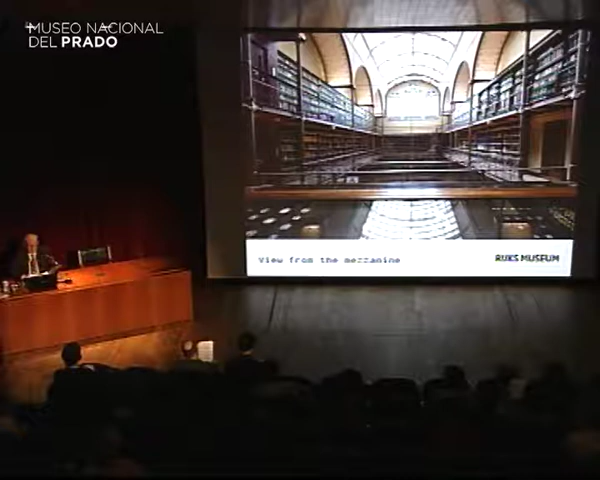 MUSEO NACIONAL
DEL PRADO
View from the mezzanine
RIJKS MUSEUM